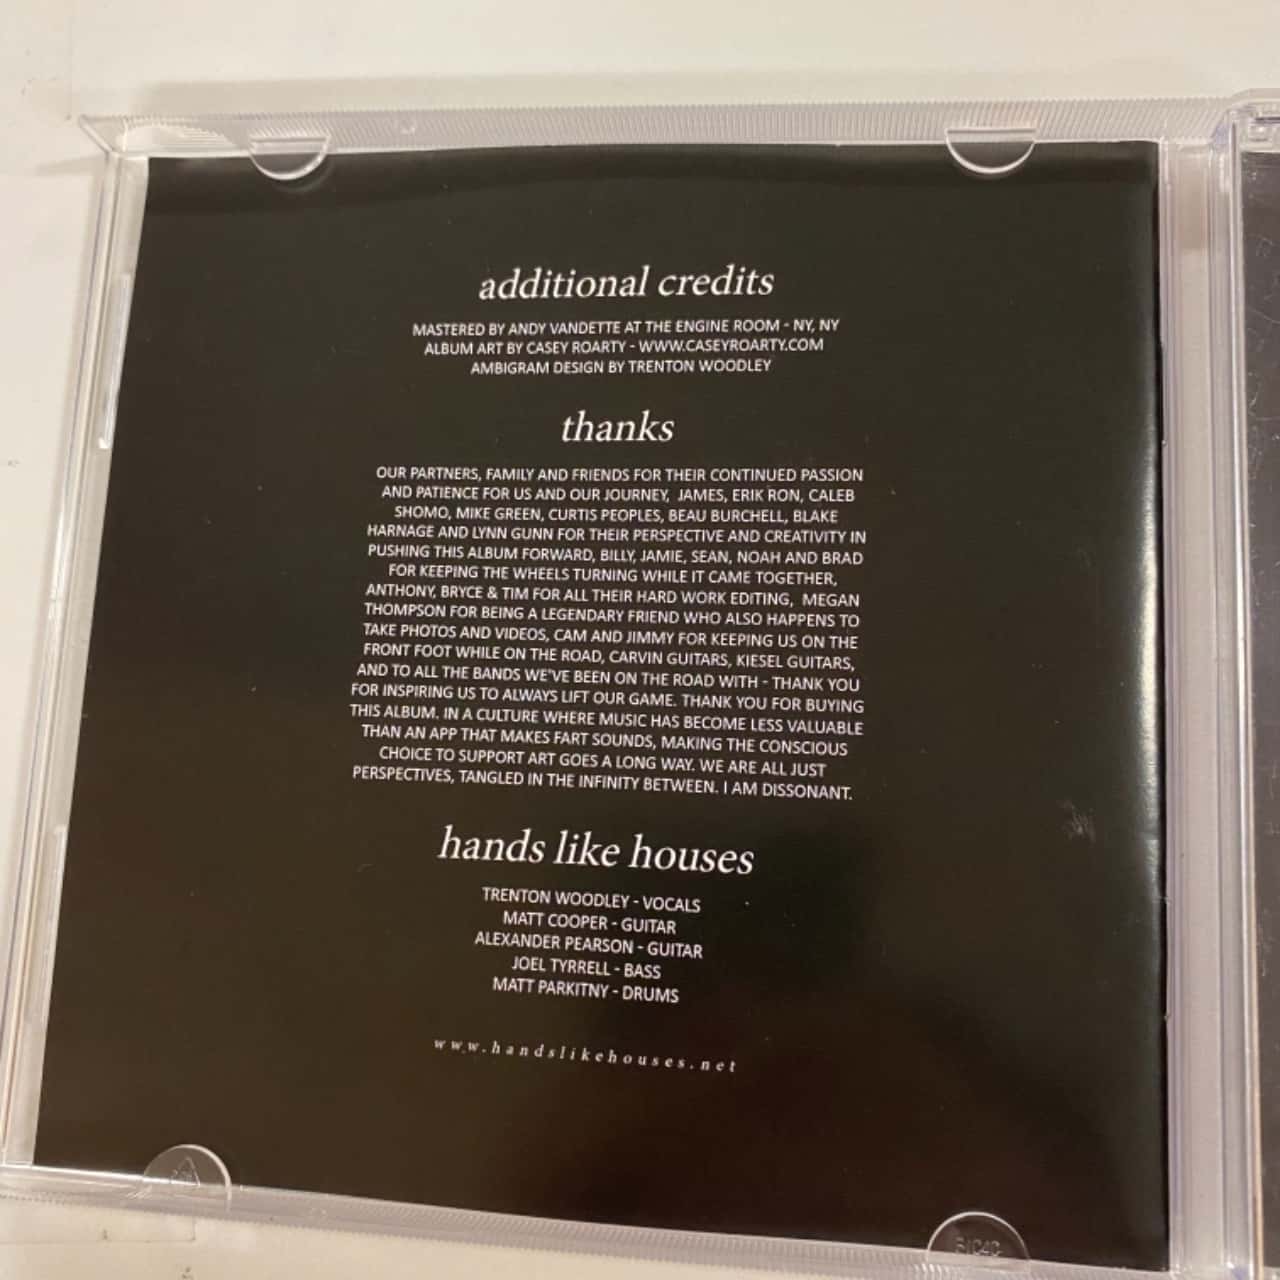 additional credits
MASTERED BY ANDY VANDETTE AT THE ENGINE ROOM - NY, NY
ALBUM ART BY CASEY ROARTY - WWW.CASEYROARTY.COM
AMBIGRAM DESIGN BY TRENTON WOODLEY
thanks
OUR PARTNERS, FAMILY AND FRIENDS FOR THEIR CONTINUED PASSION
AND PATIENCE FOR US AND OUR JOURNEY, JAMES, ERIK RON, CALEB
SHOMO, MIKE GREEN, CURTIS PEOPLES, BEAU BURCHELL, BLAKE
HARNAGE AND LYNN GUNN FOR THEIR PERSPECTIVE AND CREATIVITY IN
PUSHING THIS ALBUM FORWARD, BILLY, JAMIE, SEAN, NOAH AND BRAD
FOR KEEPING THE WHEELS TURNING WHILE IT CAME TOGETHER,
ANTHONY, BRYCE & TIM FOR ALL THEIR HARD WORK EDITING, MEGAN
THOMPSON FOR BEING A LEGENDARY FRIEND WHO ALSO HAPPENS TO
TAKE PHOTOS AND VIDEOS, CAM AND JIMMY FOR KEEPING US ON THE
FRONT FOOT WHILE ON THE ROAD, CARVIN GUITARS, KIESEL GUITARS,
AND TO ALL THE BANDS WE'VE BEEN ON THE ROAD WITH - THANK YOU
FOR INSPIRING US TO ALWAYS LIFT OUR GAME. THANK YOU FOR BUYING
THIS ALBUM. IN A CULTURE WHERE MUSIC HAS BECOME LESS VALUABLE
THAN AN APP THAT MAKES FART SOUNDS, MAKING THE CONSCIOUS
CHOICE TO SUPPORT ART GOES A LONG WAY. WE ARE ALL JUST
PERSPECTIVES, TANGLED IN THE INFINITY BETWEEN. I AM DISSONANT.
hands like houses
TRENTON WOODLEY - VOCALS
MATT COOPER - GUITAR
ALEXANDER PEARSON - GUITAR
JOEL TYRRELL - BASS
MATT PARKITNY - DRUMS
www.handslikehouses.net